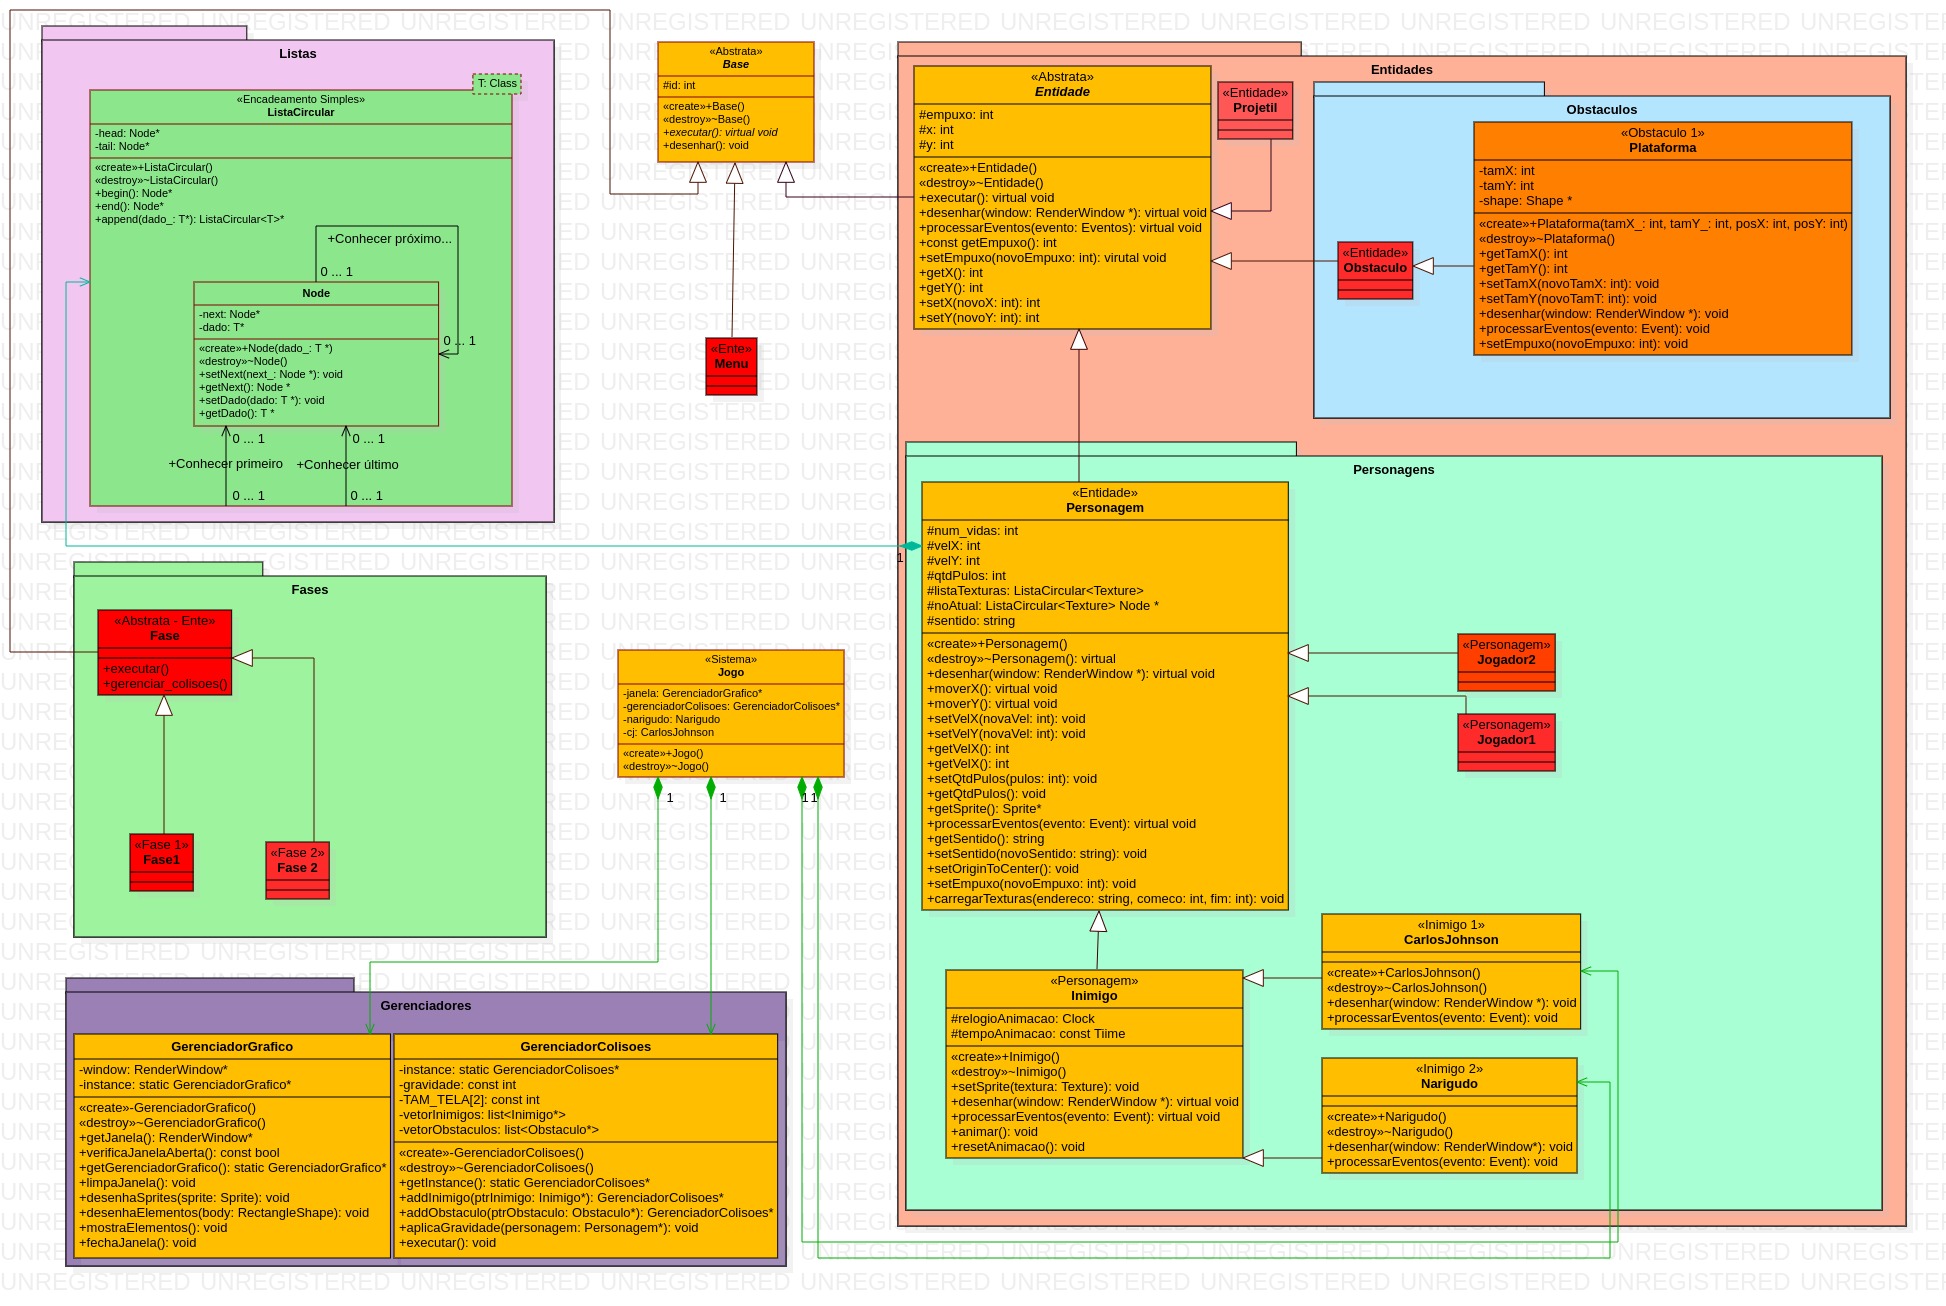 Listas
T: Class
«Encadeamento Simples»
ListaCircular
-head: Node*
-tail: Node*
«create»+ListaCircular()
«destroy»~ListaCircular()
+begin(): Node*
+end(): Node*
+append(dado_: T*): ListaCircular<T>*
+Conhecer próximo...
0 ... 1
Node
-next: Node*
-dado: T*
0 ... 1
«create»+Node(dado_: T *)
«destroy»~Node()
+setNext(next_: Node *): void
+getNext(): Node *
+setDado(dado: T *): void
+getDado(): T *
0 ... 1
0 ... 1
+Conhecer primeiro
+Conhecer último
0 ... 1
0 ... 1
«Abstrata»
Base
#id: int
«create»+Base()
«destroy»~Base()
+executar(): virtual void
+desenhar(): void
«Ente»
Menu
Entidades
«Abstrata»
Entidade
#empuxo: int
#x: int
#y: int
«create»+Entidade()
«destroy»~Entidade()
+executar(): virtual void
+desenhar(window: RenderWindow *): virtual void
+processarEventos(evento: Eventos): virtual void
+const getEmpuxo(): int
+setEmpuxo(novoEmpuxo: int): virutal void
+getX(): int
+getY(): int
+setX(novoX: int): int
+setY(novoY: int): int
«Entidade»
Projetil
Obstaculos
«Entidade»
Obstaculo
«Obstaculo 1»
Plataforma
-tamX: int
-tamY: int
-shape: Shape *
«create»+Plataforma(tamX_: int, tamY_: int, posX: int, posY: int)
«destroy»~Plataforma()
+getTamX(): int
+getTamY(): int
+setTamX(novoTamX: int): void
+setTamY(novoTamT: int): void
+desenhar(window: RenderWindow *): void
+processarEventos(evento: Event): void
+setEmpuxo(novoEmpuxo: int): void
Personagens
«Entidade»
Personagem
#num_vidas: int
#velX: int
#velY: int
#qtdPulos: int
#listaTexturas: ListaCircular<Texture>
#noAtual: ListaCircular<Texture> Node *
#sentido: string
«create»+Personagem()
«destroy»~Personagem(): virtual
+desenhar(window: RenderWindow *): virtual void
+moverX(): virtual void
+moverY(): virtual void
+setVelX(novaVel: int): void
+setVelY(novaVel: int): void
+getVelX(): int
+getVelX(): int
+setQtdPulos(pulos: int): void
+getQtdPulos(): void
+getSprite(): Sprite*
+processarEventos(evento: Event): virtual void
+getSentido(): string
+setSentido(novoSentido: string): void
+setOriginToCenter(): void
+setEmpuxo(novoEmpuxo: int): void
+carregarTexturas(endereco: string, comeco: int, fim: int): void
1
«Personagem»
Jogador2
«Personagem»
Jogador1
«Personagem»
Inimigo
#relogioAnimacao: Clock
#tempoAnimacao: const Tiime
«create»+Inimigo()
«destroy»~Inimigo()
+setSprite(textura: Texture): void
+desenhar(window: RenderWindow *): virtual void
+processarEventos(evento: Event): virtual void
+animar(): void
+resetAnimacao(): void
«Inimigo 1»
CarlosJohnson
«create»+CarlosJohnson()
«destroy»~CarlosJohnson()
+desenhar(window: RenderWindow *): void
+processarEventos(evento: Event): void
«Inimigo 2»
Narigudo
«create»+Narigudo()
«destroy»~Narigudo()
+desenhar(window: RenderWindow*): void
+processarEventos(evento: Event): void
Fases
«Abstrata - Ente»
Fase
+executar()
+gerenciar_colisoes()
«Fase 1»
Fase1
«Fase 2»
Fase 2
«Sistema»
Jogo
-janela: GerenciadorGrafico*
-gerenciadorColisoes: GerenciadorColisoes*
-narigudo: Narigudo
-cj: CarlosJohnson
«create»+Jogo()
«destroy»~Jogo()
1
1
1
1
Gerenciadores
GerenciadorGrafico
-window: RenderWindow*
-instance: static GerenciadorGrafico*
«create»-GerenciadorGrafico()
«destroy»~GerenciadorGrafico()
+getJanela(): RenderWindow*
+verificaJanelaAberta(): const bool
+getGerenciadorGrafico(): static GerenciadorGrafico*
+limpaJanela(): void
+desenhaSprites(sprite: Sprite): void
+desenhaElementos(body: RectangleShape): void
+mostraElementos(): void
+fechaJanela(): void
GerenciadorColisoes
-instance: static GerenciadorColisoes*
-gravidade: const int
-TAM_TELA[2]: const int
-vetorInimigos: list<Inimigo*>
-vetorObstaculos: list<Obstaculo*>
«create»-GerenciadorColisoes()
«destroy»~GerenciadorColisoes()
+getInstance(): static GerenciadorColisoes*
+addInimigo(ptrInimigo: Inimigo*): GerenciadorColisoes*
+addObstaculo(ptrObstaculo: Obstaculo*): GerenciadorColisoes*
+aplicaGravidade(personagem: Personagem*): void
+executar(): void
UNREGISTERED